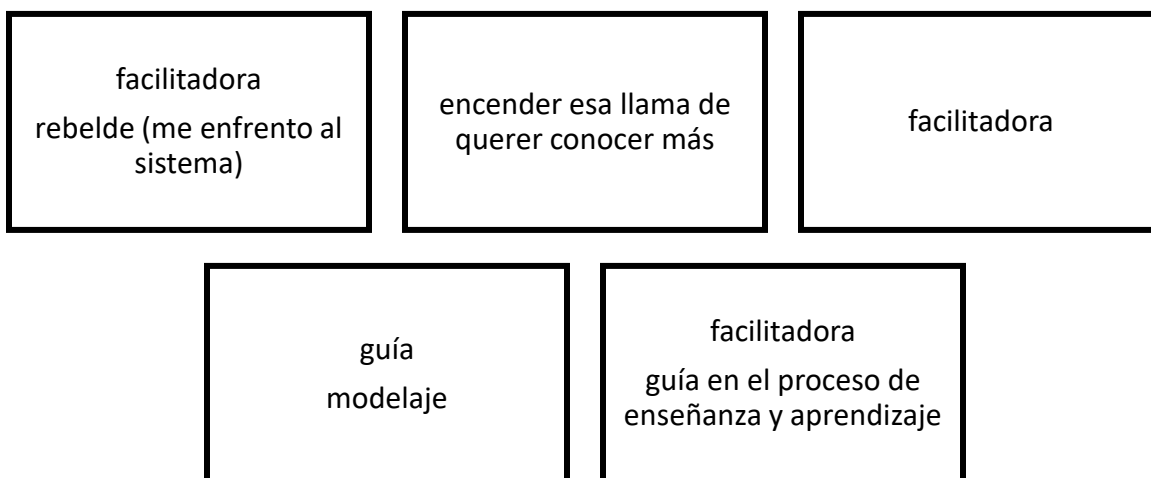 facilitadora
rebelde (me enfrento al
sistema)
encender esa llama de
querer conocer más
facilitadora
guía
modelaje
facilitadora
guía en el proceso de
enseñanza y aprendizaje